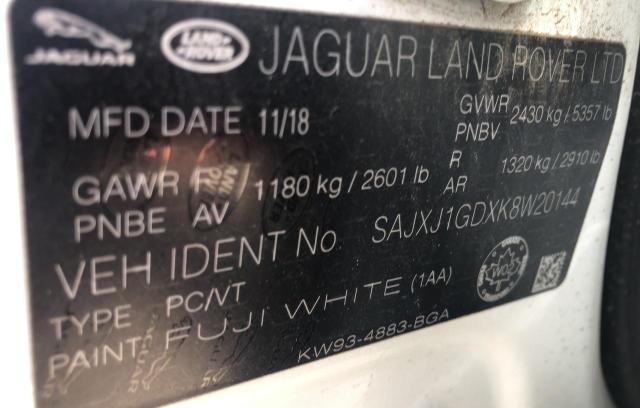 JAGUAR LAND ROVER JAGUAR LAND ROVER LTD
MFD DATE 11/18 GVWR 2430 kg / 5357 lb
PNBV
GAWR F 1180 kg / 2601 lb R 1320 kg / 2910 lb
PNBE AV AR
VEH IDENT No. SAJXJ1GDXK8W20144
TYPE PC/VT
PAINT FUJI WHITE (1AA)
KW93-4883-BGA
CANADA